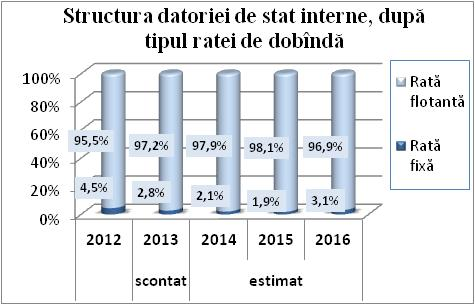 Structura datoriei de stat interne, după
tipul ratei de dobîndă
100%
80%
60%
40%
20%
0%
95,5%
97,2%
97,9%
98,1%
96,9%
4,5%
2,8%
2,1%
1,9%
3,1%
2012
2013
2014
2015
2016
scontat
estimat
Rată
flotantă
Rată
fixă